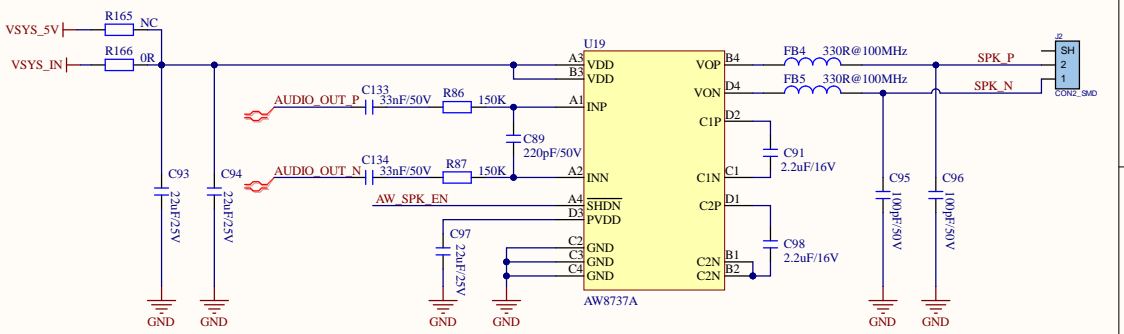 R165
VSYS_5V
NC
R166
VSYS_IN
0R
C93
22uF/25V
C94
22uF/25V
GND
GND
AUDIO_OUT_P
C133
33nF/50V
R86
150K
C89
220pF/50V
AUDIO_OUT_N
C134
33nF/50V
R87
150K
AW_SPK_EN
C97
22uF/25V
GND
GND
U19
A3 VDD
B3 VDD
A1 INP
A2 INN
A4 SHDN
D3 PVDD
C2 GND
C3 GND
C4 GND
VOP B4
VON D4
C1P D2
C1N C1
C2P D1
C2N B1
C2N B2
AW8737A
FB4 330R@100MHz
FB5 330R@100MHz
C91
2.2uF/16V
C98
2.2uF/16V
C95
100pF/50V
C96
100pF/50V
GND
GND
SPK_P
SPK_N
J2
SH
2
1
CON2_SMD